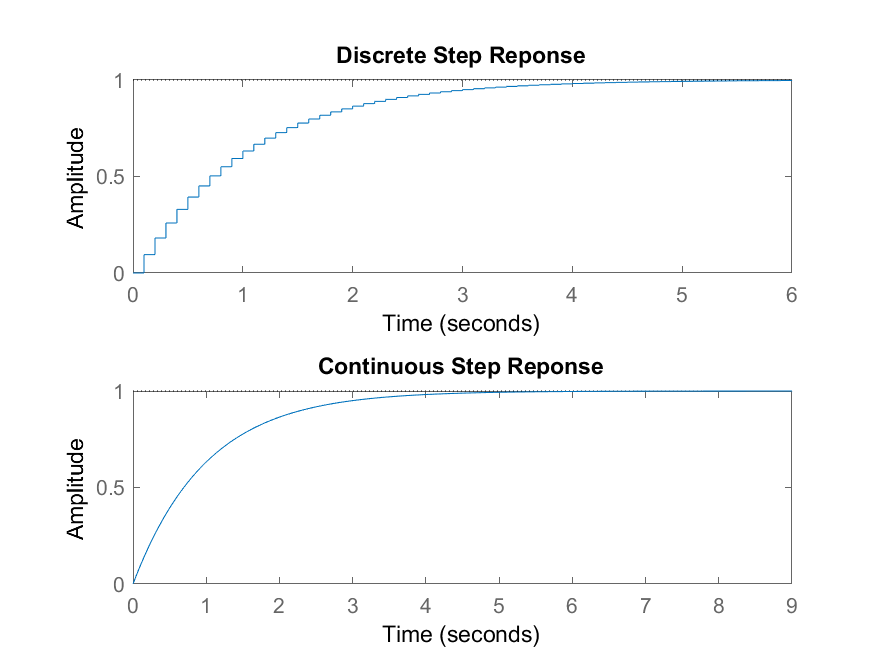 Discrete Step Reponse
1
0.5
0
Amplitude
0 1 2 3 4 5 6
Time (seconds)
Continuous Step Reponse
1
0.5
0
Amplitude
0 1 2 3 4 5 6 7 8 9
Time (seconds)